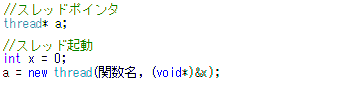 //スレッドポインタ
thread* a;
//スレッド起動
int x = 0;
a = new thread(関数名, (void*)&x);